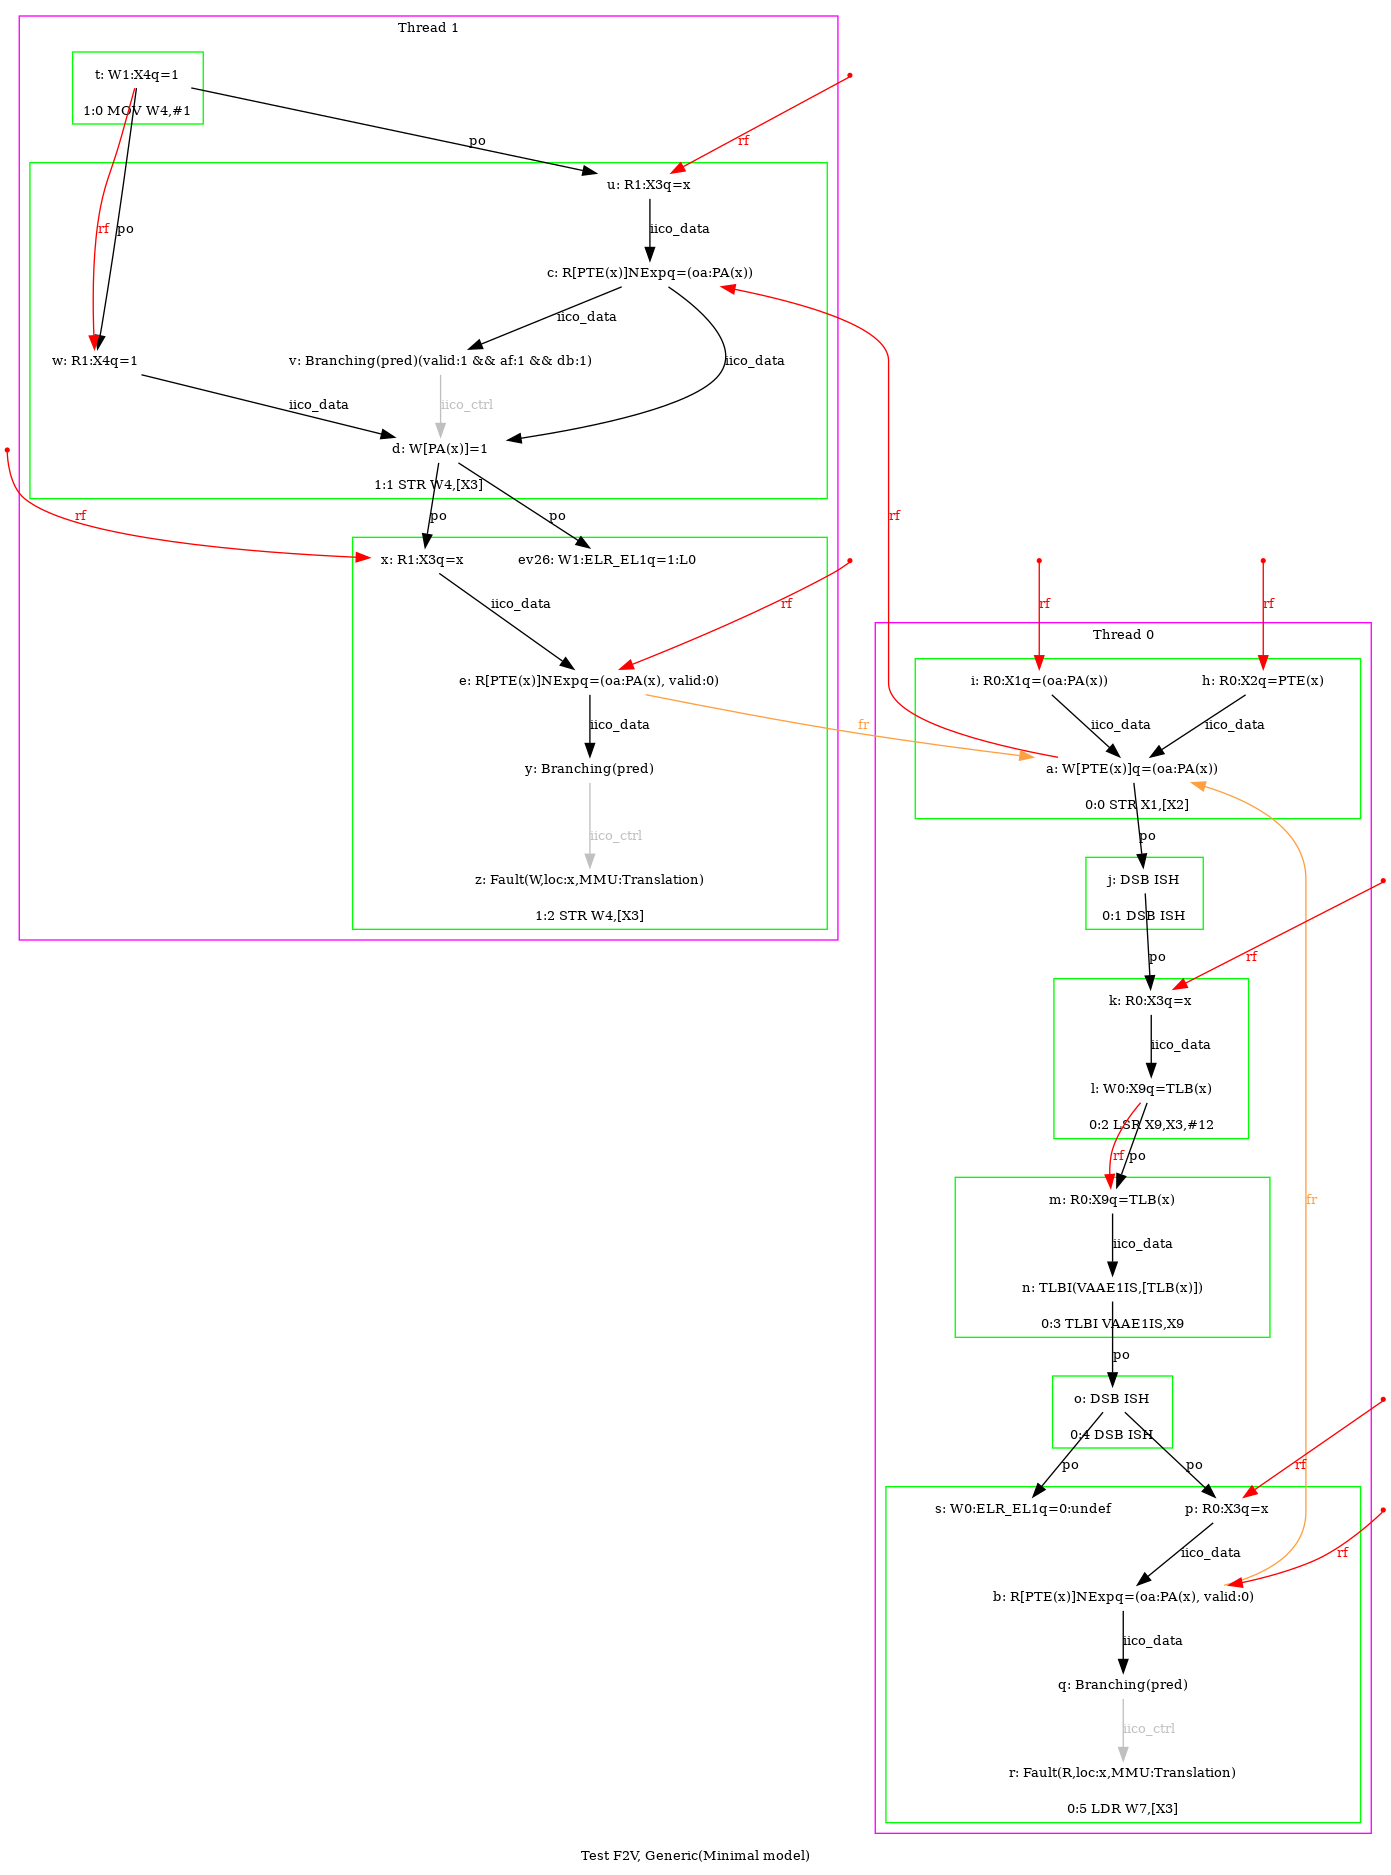 Thread 1
t: W1:X4q=1
1:0 MOV W4,#1
po
rf
u: R1:X3q=x
rf
po
iico_data
c: R[PTE(x)]NExpq=(oa:PA(x))
iico_data
w: R1:X4q=1
v: Branching(pred)(valid:1 && af:1 && db:1)
iico_data
iico_data
iico_ctrl
d: W[PA(x)]=1
1:1 STR W4,[X3]
rf
po
po
rf
x: R1:X3q=x
ev26: W1:ELR_EL1q=1:L0
iico_data
rf
rf
rf
Thread 0
e: R[PTE(x)]NExpq=(oa:PA(x), valid:0)
i: R0:X1q=(oa:PA(x))
h: R0:X2q=PTE(x)
iico_data
fr
iico_data
iico_data
y: Branching(pred)
a: W[PTE(x)]q=(oa:PA(x))
0:0 STR X1,[X2]
iico_ctrl
po
z: Fault(W,loc:x,MMU:Translation)
1:2 STR W4,[X3]
j: DSB ISH
0:1 DSB ISH
po
rf
k: R0:X3q=x
iico_data
l: W0:X9q=TLB(x)
0:2 LSR X9,X3,#12
rf
po
m: R0:X9q=TLB(x)
fr
iico_data
n: TLBI(VAAE1IS,[TLB(x)])
0:3 TLBI VAAE1IS,X9
po
o: DSB ISH
0:4 DSB ISH
po
po
rf
s: W0:ELR_EL1q=0:undef
p: R0:X3q=x
iico_data
rf
b: R[PTE(x)]NExpq=(oa:PA(x), valid:0)
iico_data
q: Branching(pred)
iico_ctrl
r: Fault(R,loc:x,MMU:Translation)
0:5 LDR W7,[X3]
Test F2V, Generic(Minimal model)